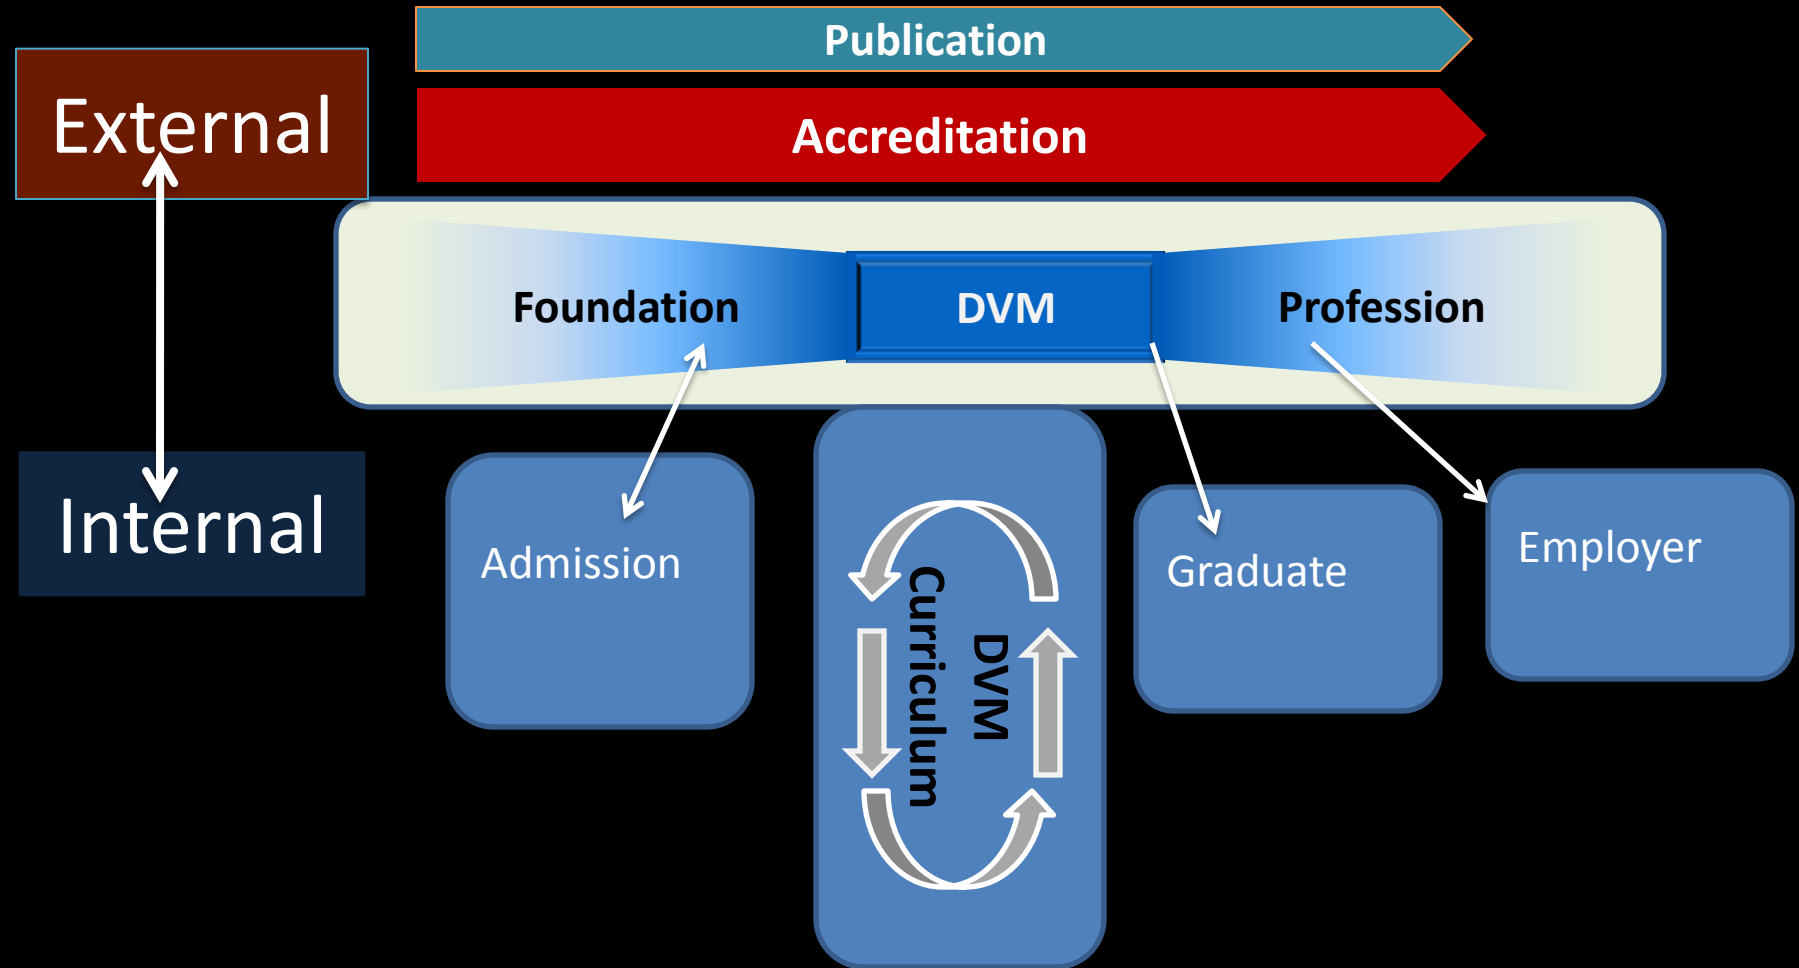 Publication
External
Accreditation
Foundation
DVM
Profession
Internal
Admission
DVM
Curriculum
Graduate
Employer